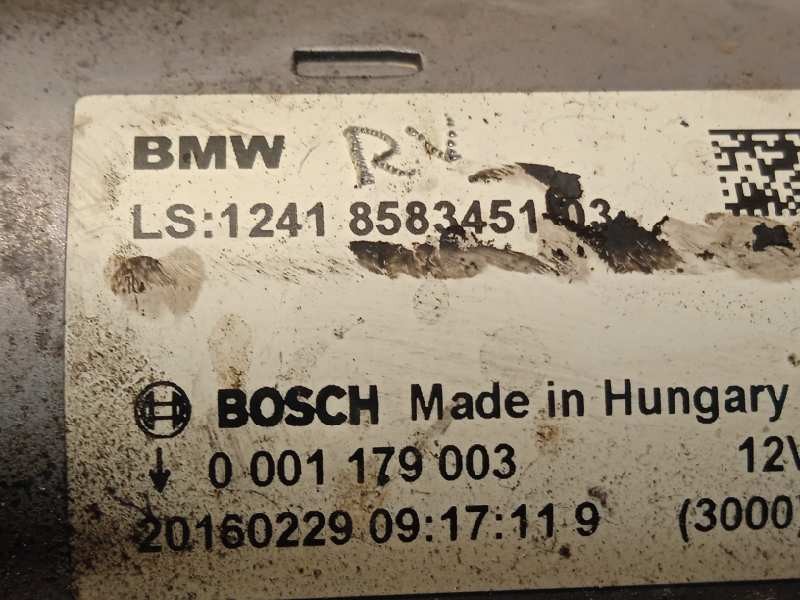 BMW RV
LS:1241 8583451-03
BOSCH Made in Hungary
↓ 0 001 179 003 12V
20160229 09:17:11 9 (3000)